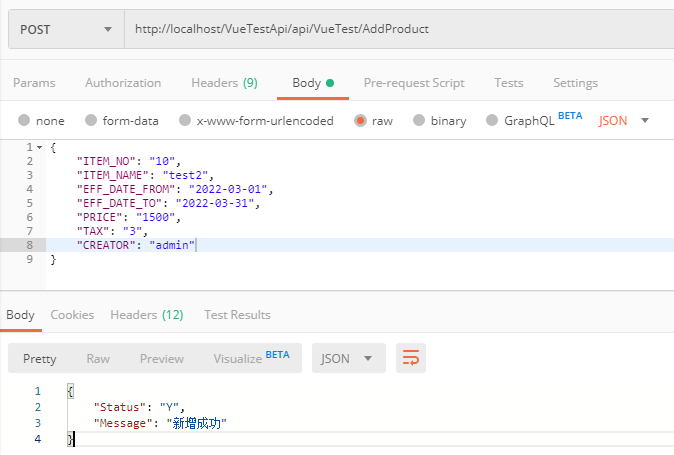 POST http://localhost/VueTestApi/api/VueTest/AddProduct
Params Authorization Headers (9) Body Pre-request Script Tests Settings
none form-data x-www-form-urlencoded raw binary GraphQL BETA JSON
1 {
2 "ITEM_NO": "10",
3 "ITEM_NAME": "test2",
4 "EFF_DATE_FROM": "2022-03-01",
5 "EFF_DATE_TO": "2022-03-31",
6 "PRICE": "1500",
7 "TAX": "3",
8 "CREATOR": "admin"
9 }
Body Cookies Headers (12) Test Results
Pretty Raw Preview Visualize BETA JSON
1 {
2 "Status": "Y",
3 "Message": "新增成功"
4 }